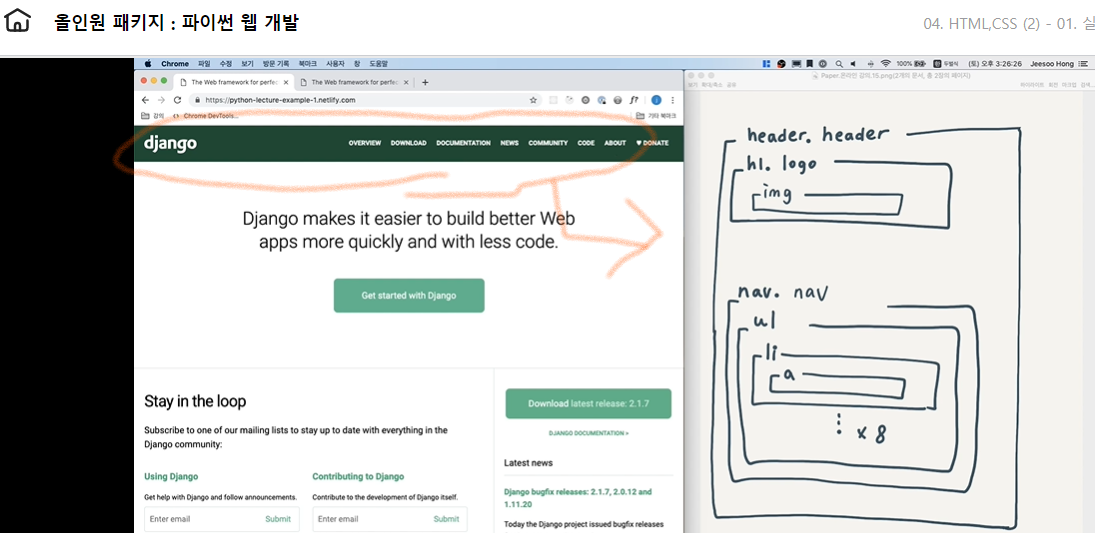 올인원 패키지 : 파이썬 웹 개발
04. HTML,CSS (2) - 01. 실
Chrome 파일 수정 보기 방문 기록 북마크 사용자 창 도움말
100% 두벌식 (토) 오후 3:26:26 Jeesoo Hong
The Web framework for perfec
The Web framework for perfec
https://python-lecture-example-1.netlify.com
강의
Chrome DevTools...
기타 북마크
django
OVERVIEW DOWNLOAD DOCUMENTATION NEWS COMMUNITY CODE ABOUT ♥ DONATE
Django makes it easier to build better Web
apps more quickly and with less code.
Get started with Django
Stay in the loop
Subscribe to one of our mailing lists to stay up to date with everything in the
Django community:
Using Django
Get help with Django and follow announcements.
Enter email Submit
Contributing to Django
Contribute to the development of Django itself.
Enter email Submit
Download latest release: 2.1.7
DJANGO DOCUMENTATION >
Latest news
Django bugfix releases: 2.1.7, 2.0.12 and
1.11.20
Today the Django project issued bugfix releases
Paper.온라인 강의.15.png(2개의 문서, 총 2장의 페이지)
header. header
h1. logo
img
nav. nav
ul
li
a
x 8